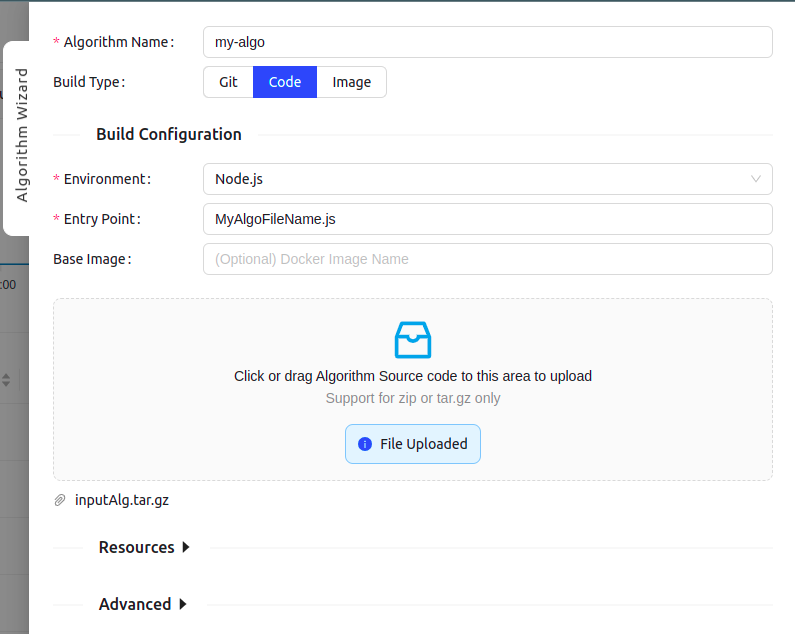 * Algorithm Name: my-algo
Build Type: Git Code Image
Algorithm Wizard
Build Configuration
* Environment: Node.js
* Entry Point: MyAlgoFileName.js
Base Image: (Optional) Docker Image Name
:00
Click or drag Algorithm Source code to this area to upload
Support for zip or tar.gz only
File Uploaded
inputAlg.tar.gz
Resources
Advanced